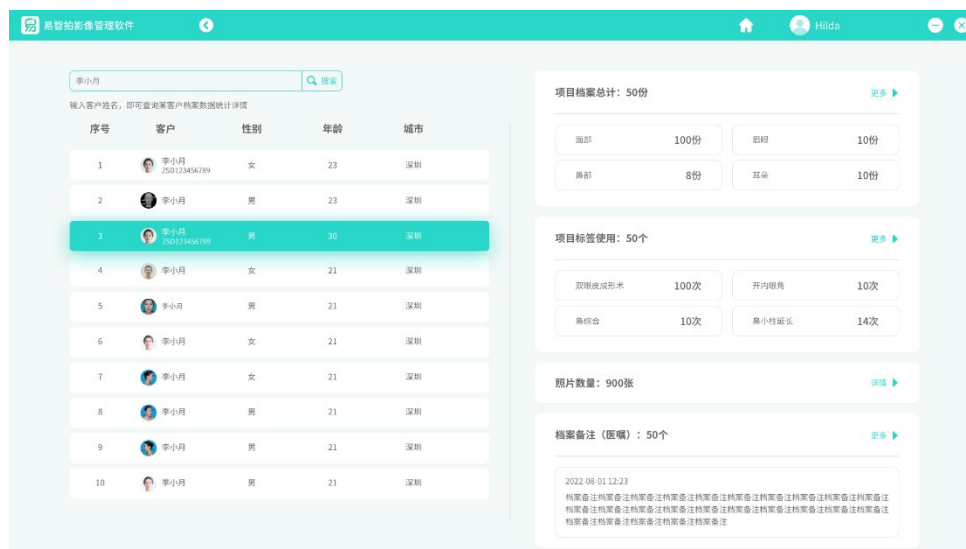 易智拍影像管理软件
Hilda
李小月
搜索
输入客户姓名，即可查询某客户档案数据统计详情
序号 客户 性别 年龄 城市
1 李小月 女 23 深圳
ZSD123456789
2 李小月 男 23 深圳
3 李小月 男 30 深圳
ZSD123456789
4 李小月 女 21 深圳
5 李小月 男 21 深圳
6 李小月 女 21 深圳
7 李小月 女 21 深圳
8 李小月 男 21 深圳
9 李小月 男 21 深圳
10 李小月 男 21 深圳
项目档案总计：50份 更多
面部 100份 眉眼 10份
鼻部 8份 耳朵 10份
项目标签使用：50个 更多
双眼皮成形术 100次 开内眼角 10次
鼻综合 10次 鼻小柱延长 14次
照片数量：900张 详情
档案备注（医嘱）：50个 更多
2022-08-01 12:23
档案备注档案备注档案备注档案备注档案备注档案备注档案备注档案备注档案备注
档案备注档案备注档案备注档案备注档案备注档案备注档案备注档案备注档案备注
档案备注档案备注档案备注档案备注